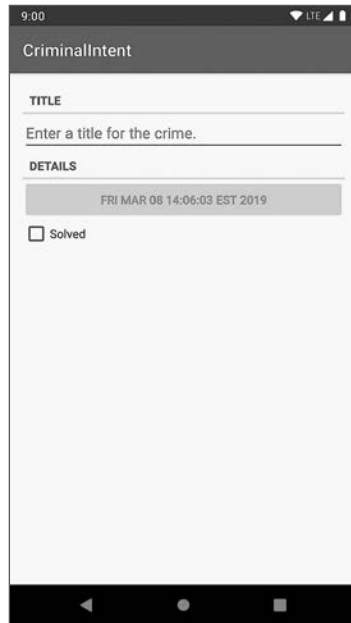 9:00 LTE
CriminalIntent
TITLE
Enter a title for the crime.
DETAILS
FRI MAR 08 14:06:03 EST 2019
Solved